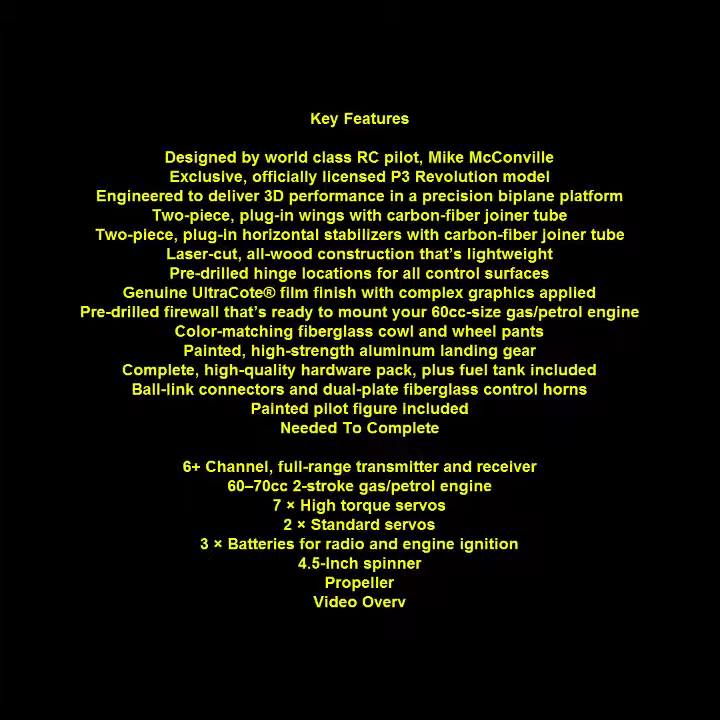 Key Features
Designed by world class RC pilot, Mike McConville
Exclusive, officially licensed P3 Revolution model
Engineered to deliver 3D performance in a precision biplane platform
Two-piece, plug-in wings with carbon-fiber joiner tube
Two-piece, plug-in horizontal stabilizers with carbon-fiber joiner tube
Laser-cut, all-wood construction that’s lightweight
Pre-drilled hinge locations for all control surfaces
Genuine UltraCote® film finish with complex graphics applied
Pre-drilled firewall that’s ready to mount your 60cc-size gas/petrol engine
Color-matching fiberglass cowl and wheel pants
Painted, high-strength aluminum landing gear
Complete, high-quality hardware pack, plus fuel tank included
Ball-link connectors and dual-plate fiberglass control horns
Painted pilot figure included
Needed To Complete
6+ Channel, full-range transmitter and receiver
60–70cc 2-stroke gas/petrol engine
7 × High torque servos
2 × Standard servos
3 × Batteries for radio and engine ignition
4.5-Inch spinner
Propeller
Video Overv